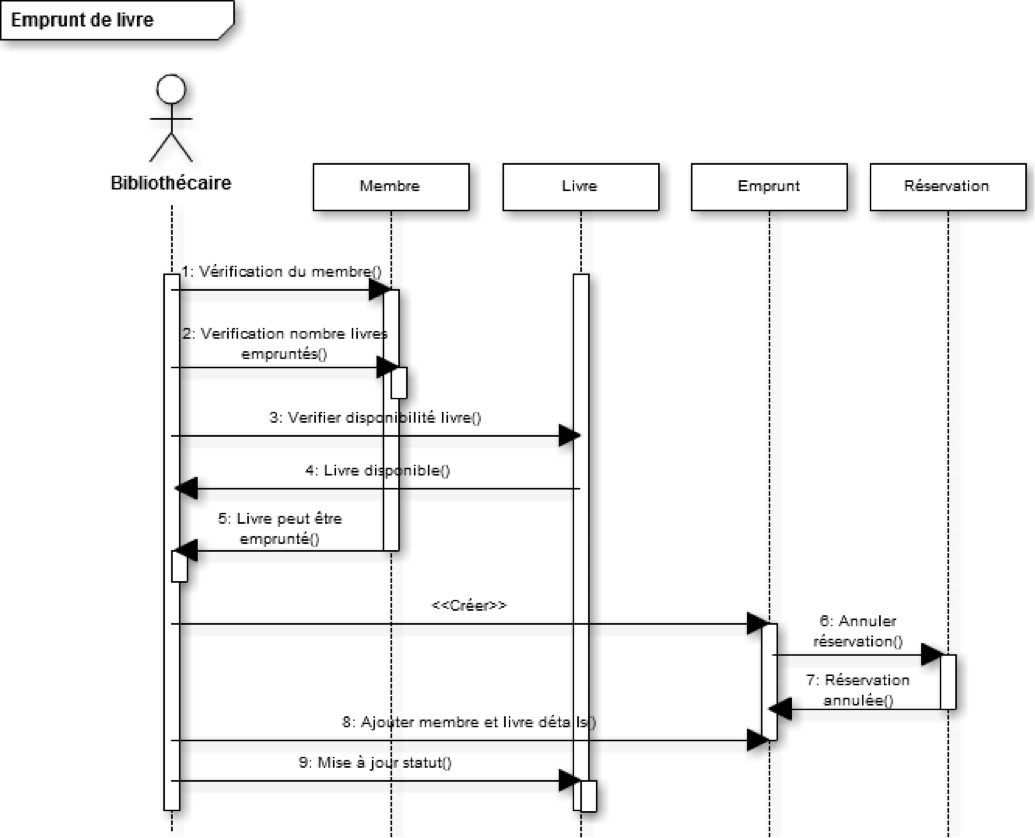 Emprunt de livre
Bibliothécaire
Membre
Livre
Emprunt
Réservation
1: Vérification du membre()
2: Verification nombre livres
empruntés()
3: Verifier disponibilité livre()
4: Livre disponible()
5: Livre peut être
emprunté()
<<Créer>>
6: Annuler
réservation()
7: Réservation
annulée()
8: Ajouter membre et livre détails()
9: Mise à jour statut()